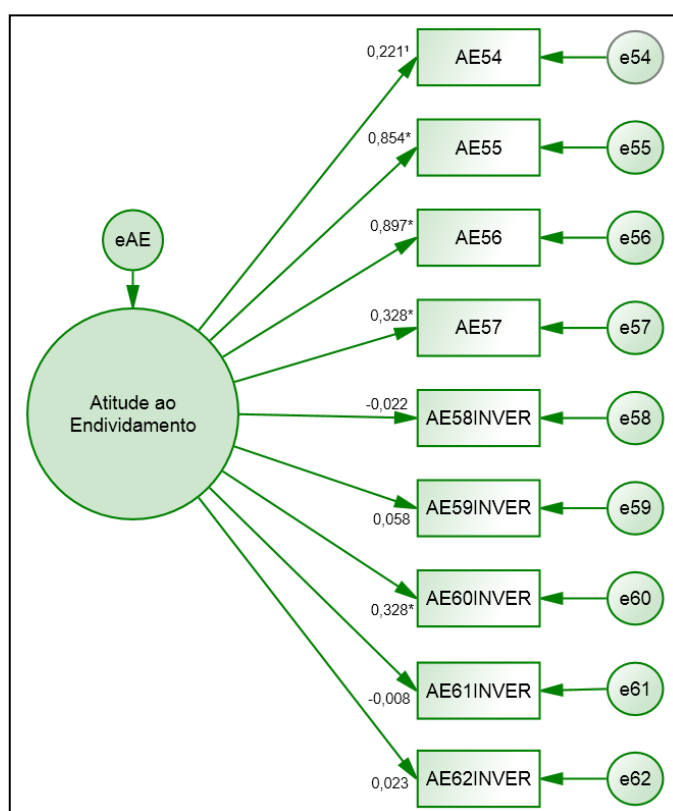 0,221¹
AE54
e54
0,854*
AE55
e55
eAE
0,897*
AE56
e56
0,328*
AE57
e57
Atitude ao
Endividamento
-0,022
AE58INVER
e58
AE59INVER
e59
0,058
AE60INVER
e60
0,328*
AE61INVER
e61
-0,008
AE62INVER
e62
0,023